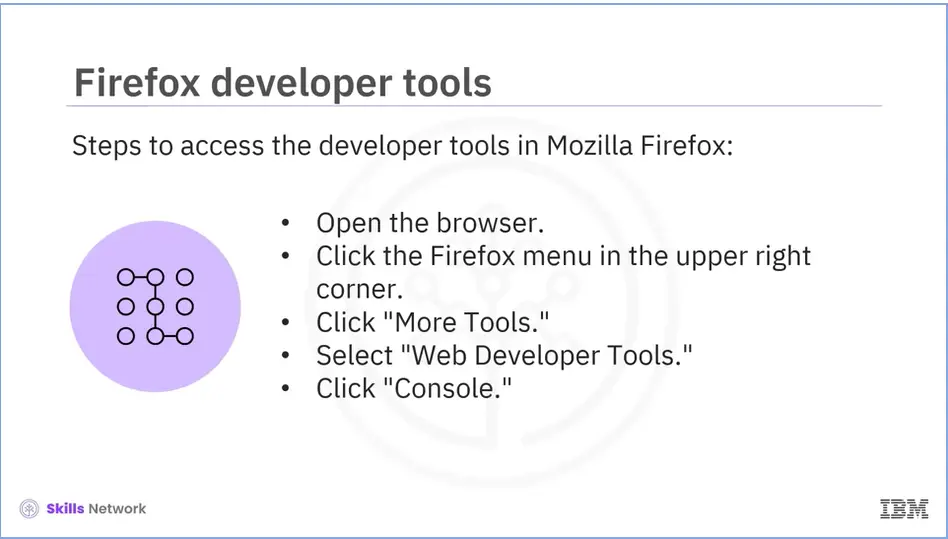 Firefox developer tools
Steps to access the developer tools in Mozilla Firefox:
• Open the browser.
• Click the Firefox menu in the upper right
corner.
• Click "More Tools."
• Select "Web Developer Tools."
• Click "Console."
Skills Network
IBM